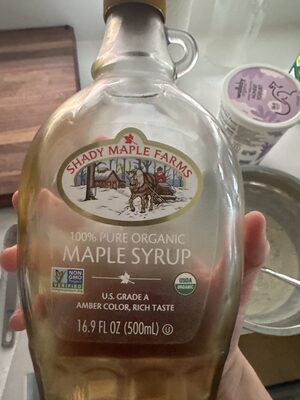 SHADY MAPLE FARMS
100% PURE ORGANIC
MAPLE SYRUP
NON
GMO
VERIFIED
U.S. GRADE A
AMBER COLOR, RICH TASTE
USDA
ORGANIC
16.9 FL OZ (500mL) U